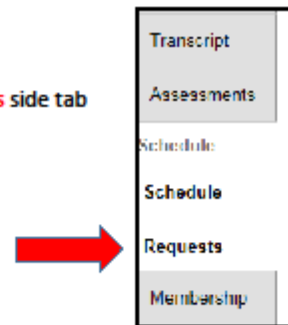 Transcript
s side tab
Assessments
Schedule
Schedule
Requests
Membership